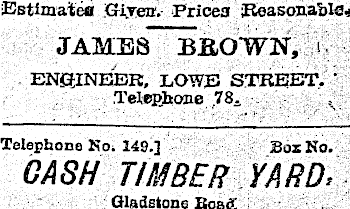 Estimates Given. Prices Reasonable.
JAMES BROWN,
ENGINEER, LOWE STREET.
Telephone 78.
Telephone No. 149.] Box No.
CASH TIMBER YARD.
Gladstone Road